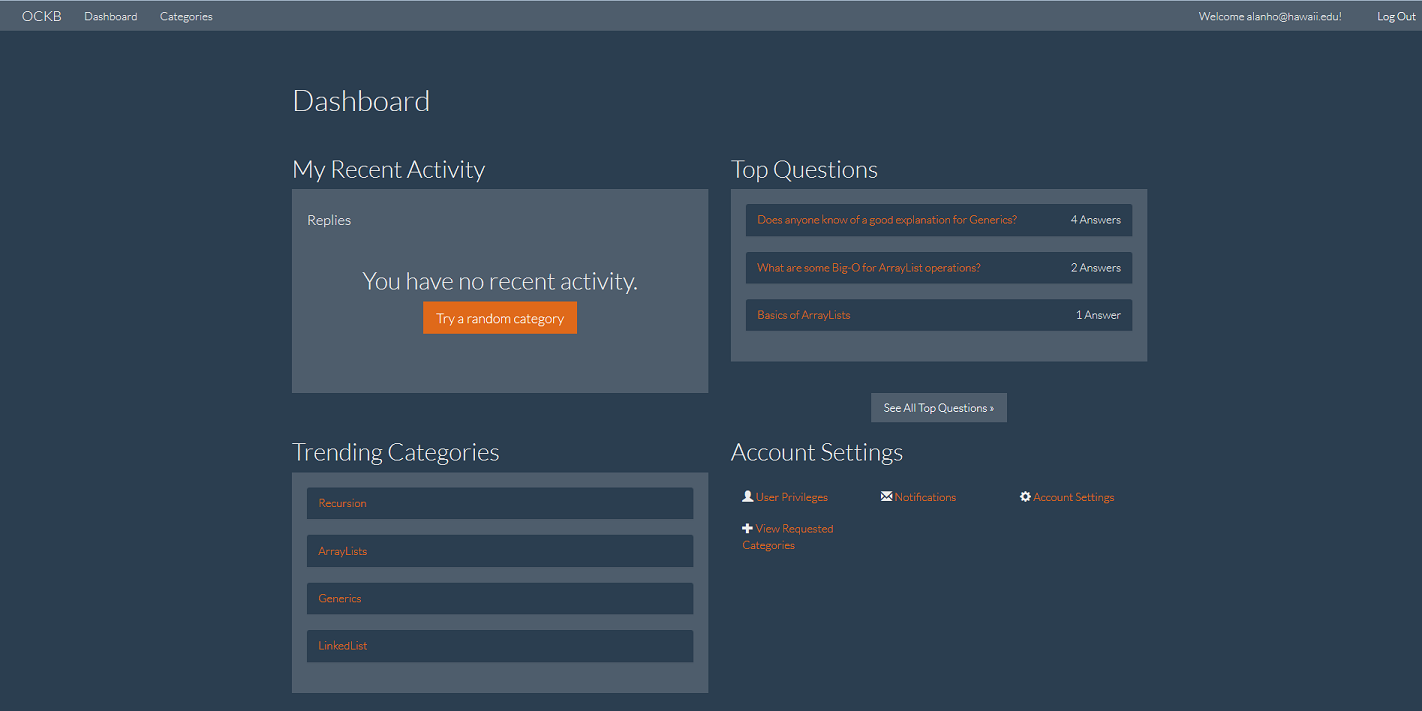 OCKB Dashboard Categories Welcome alanho@hawaii.edu! Log Out
Dashboard
My Recent Activity
Replies
You have no recent activity.
Try a random category
Top Questions
Does anyone know of a good explanation for Generics? 4 Answers
What are some Big-O for ArrayList operations? 2 Answers
Basics of ArrayLists 1 Answer
See All Top Questions »
Trending Categories
Recursion
ArrayLists
Generics
LinkedList
Account Settings
User Privileges Notifications Account Settings
View Requested
Categories